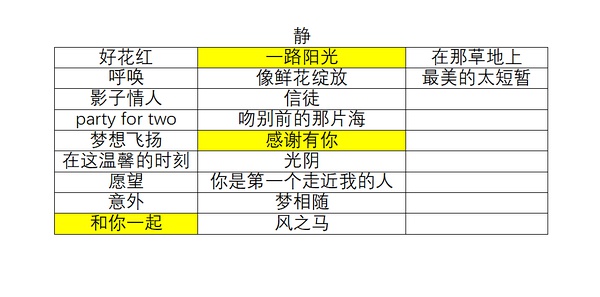 静
好花红 一路阳光 在那草地上
呼唤 像鲜花绽放 最美的太短暂
影子情人 信徒
party for two 吻别前的那片海
梦想飞扬 感谢有你
在这温馨的时刻 光阴
愿望 你是第一个走近我的人
意外 梦相随
和你一起 风之马